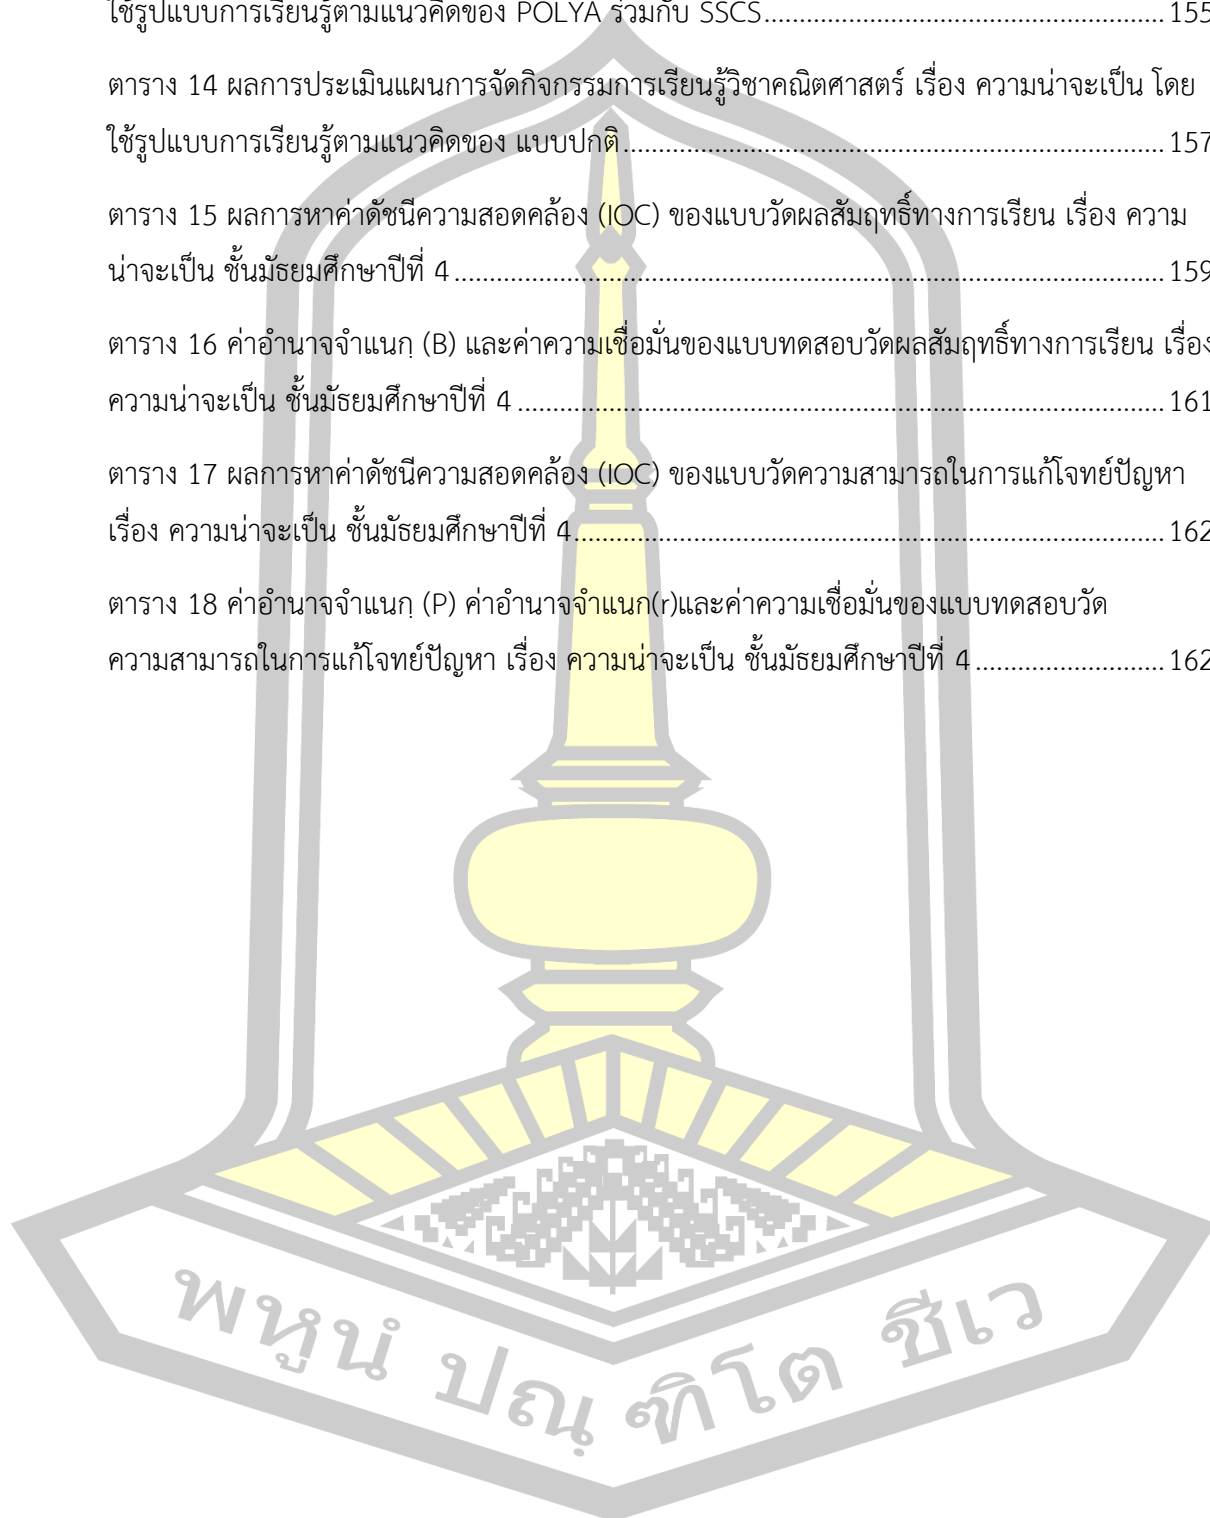 ใช้รูปแบบการเรียนรู้ตามแนวคิดของ POLYA ร่วมกับ SSCS........................................................ 155
ตาราง 14 ผลการประเมินแผนการจัดกิจกรรมการเรียนรู้วิชาคณิตศาสตร์ เรื่อง ความน่าจะเป็น โดย
ใช้รูปแบบการเรียนรู้ตามแนวคิดของ แบบปกติ............................................................................. 157
ตาราง 15 ผลการหาค่าดัชนีความสอดคล้อง (IOC) ของแบบวัดผลสัมฤทธิ์ทางการเรียน เรื่อง ความ
น่าจะเป็น ชั้นมัธยมศึกษาปีที่ 4 .................................................................................................... 159
ตาราง 16 ค่าอำนาจจำแนกฺ (B) และค่าความเชื่อมั่นของแบบทดสอบวัดผลสัมฤทธิ์ทางการเรียน เรื่อง
ความน่าจะเป็น ชั้นมัธยมศึกษาปีที่ 4 ........................................................................................... 161
ตาราง 17 ผลการหาค่าดัชนีความสอดคล้อง (IOC) ของแบบวัดความสามารถในการแก้โจทย์ปัญหา
เรื่อง ความน่าจะเป็น ชั้นมัธยมศึกษาปีที่ 4.................................................................................... 162
ตาราง 18 ค่าอำนาจจำแนกฺ (P) ค่าอำนาจจำแนก(r)และค่าความเชื่อมั่นของแบบทดสอบวัด
ความสามารถในการแก้โจทย์ปัญหา เรื่อง ความน่าจะเป็น ชั้นมัธยมศึกษาปีที่ 4........................... 162
พหูนํ ปณฺ ฑิโต ชีเว